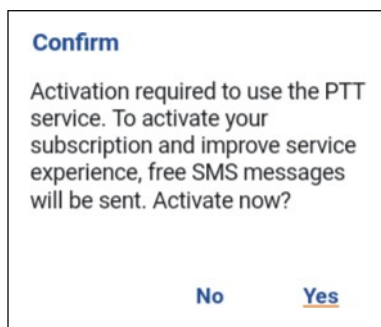 Confirm
Activation required to use the PTT
service. To activate your
subscription and improve service
experience, free SMS messages
will be sent. Activate now?
No Yes